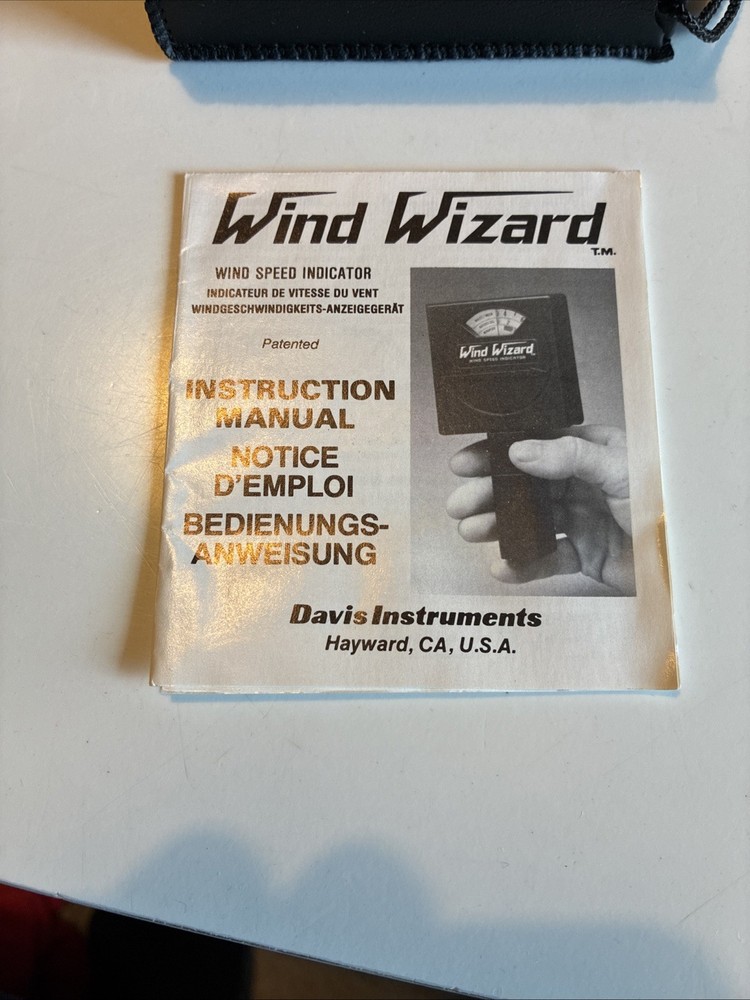 Wind Wizard T.M.
WIND SPEED INDICATOR
INDICATEUR DE VITESSE DU VENT
WINDGESCHWINDIGKEITS-ANZEIGEGERÄT
Patented
INSTRUCTION
MANUAL
NOTICE
D'EMPLOI
BEDIENUNGS-
ANWEISUNG
Wind Wizard
WIND SPEED INDICATOR
Davis Instruments
Hayward, CA, U.S.A.